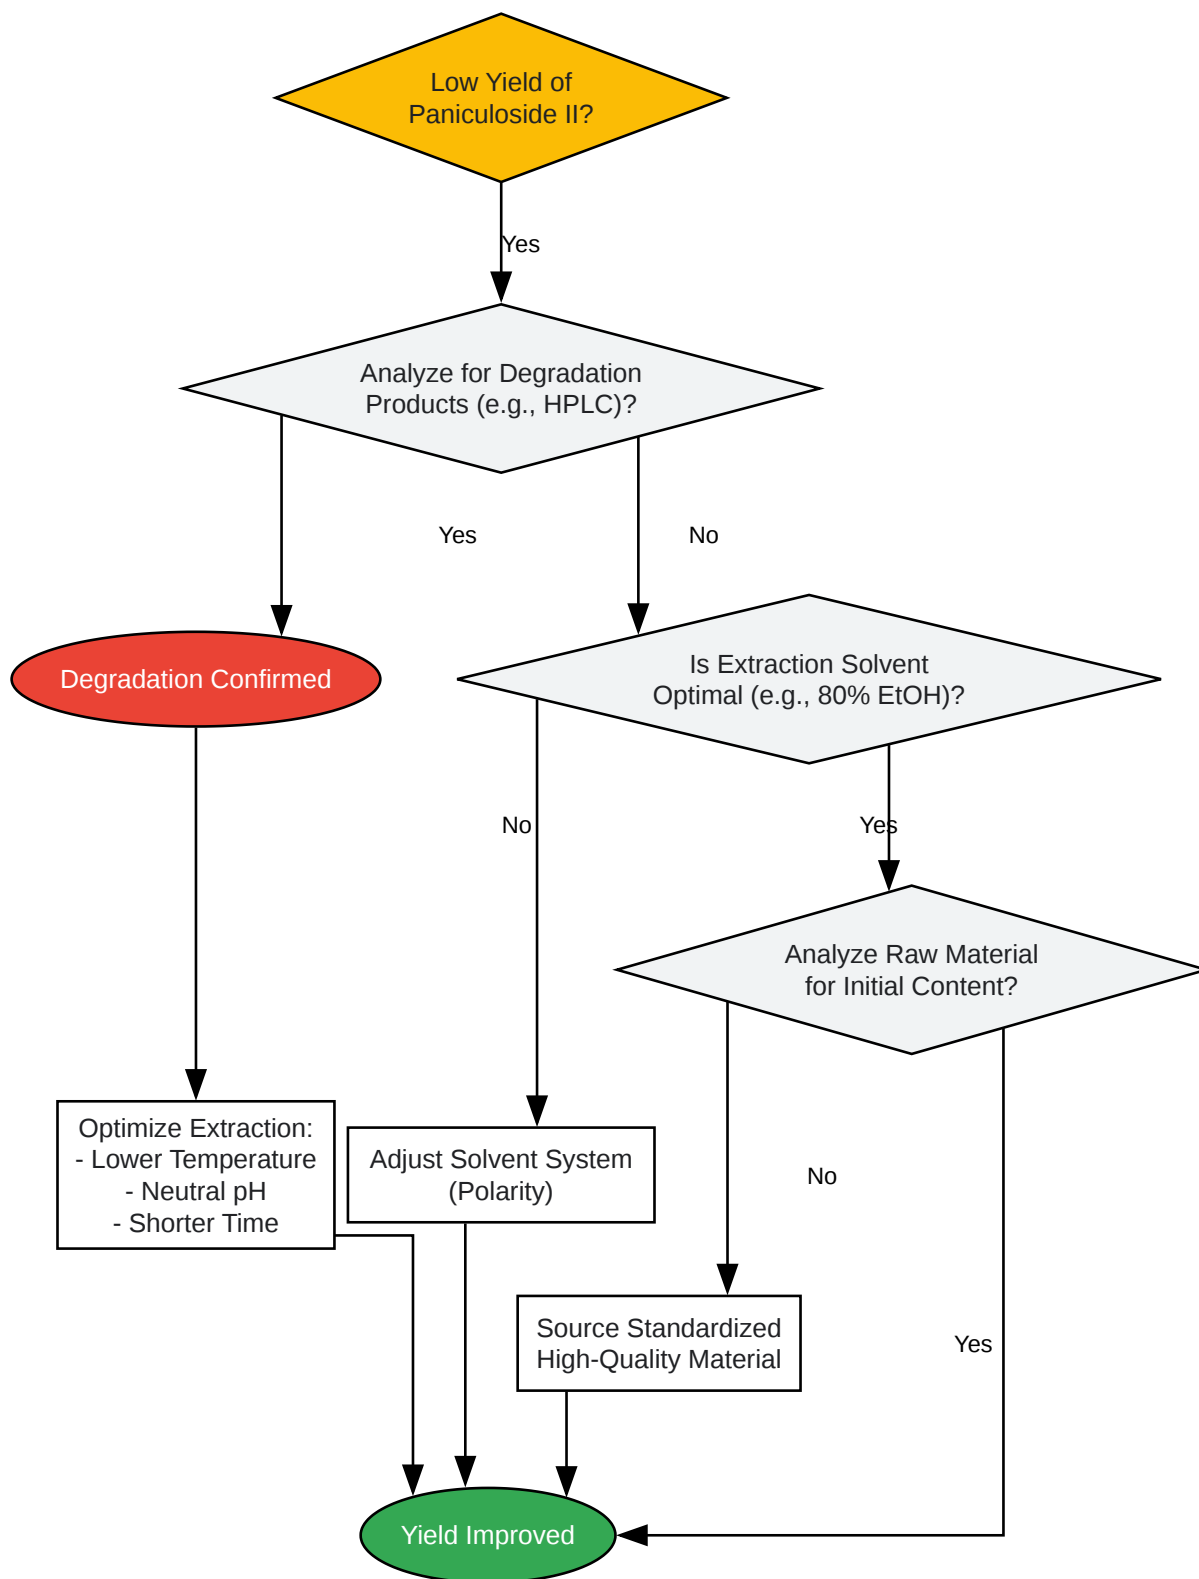 Low Yield of
Paniculoside II?
Yes
Analyze for Degradation
Products (e.g., HPLC)?
Yes
No
Degradation Confirmed
Is Extraction Solvent
Optimal (e.g., 80% EtOH)?
No
Yes
Analyze Raw Material
for Initial Content?
Optimize Extraction:
- Lower Temperature
- Neutral pH
- Shorter Time
Adjust Solvent System
(Polarity)
No
Source Standardized
High-Quality Material
Yes
Yield Improved